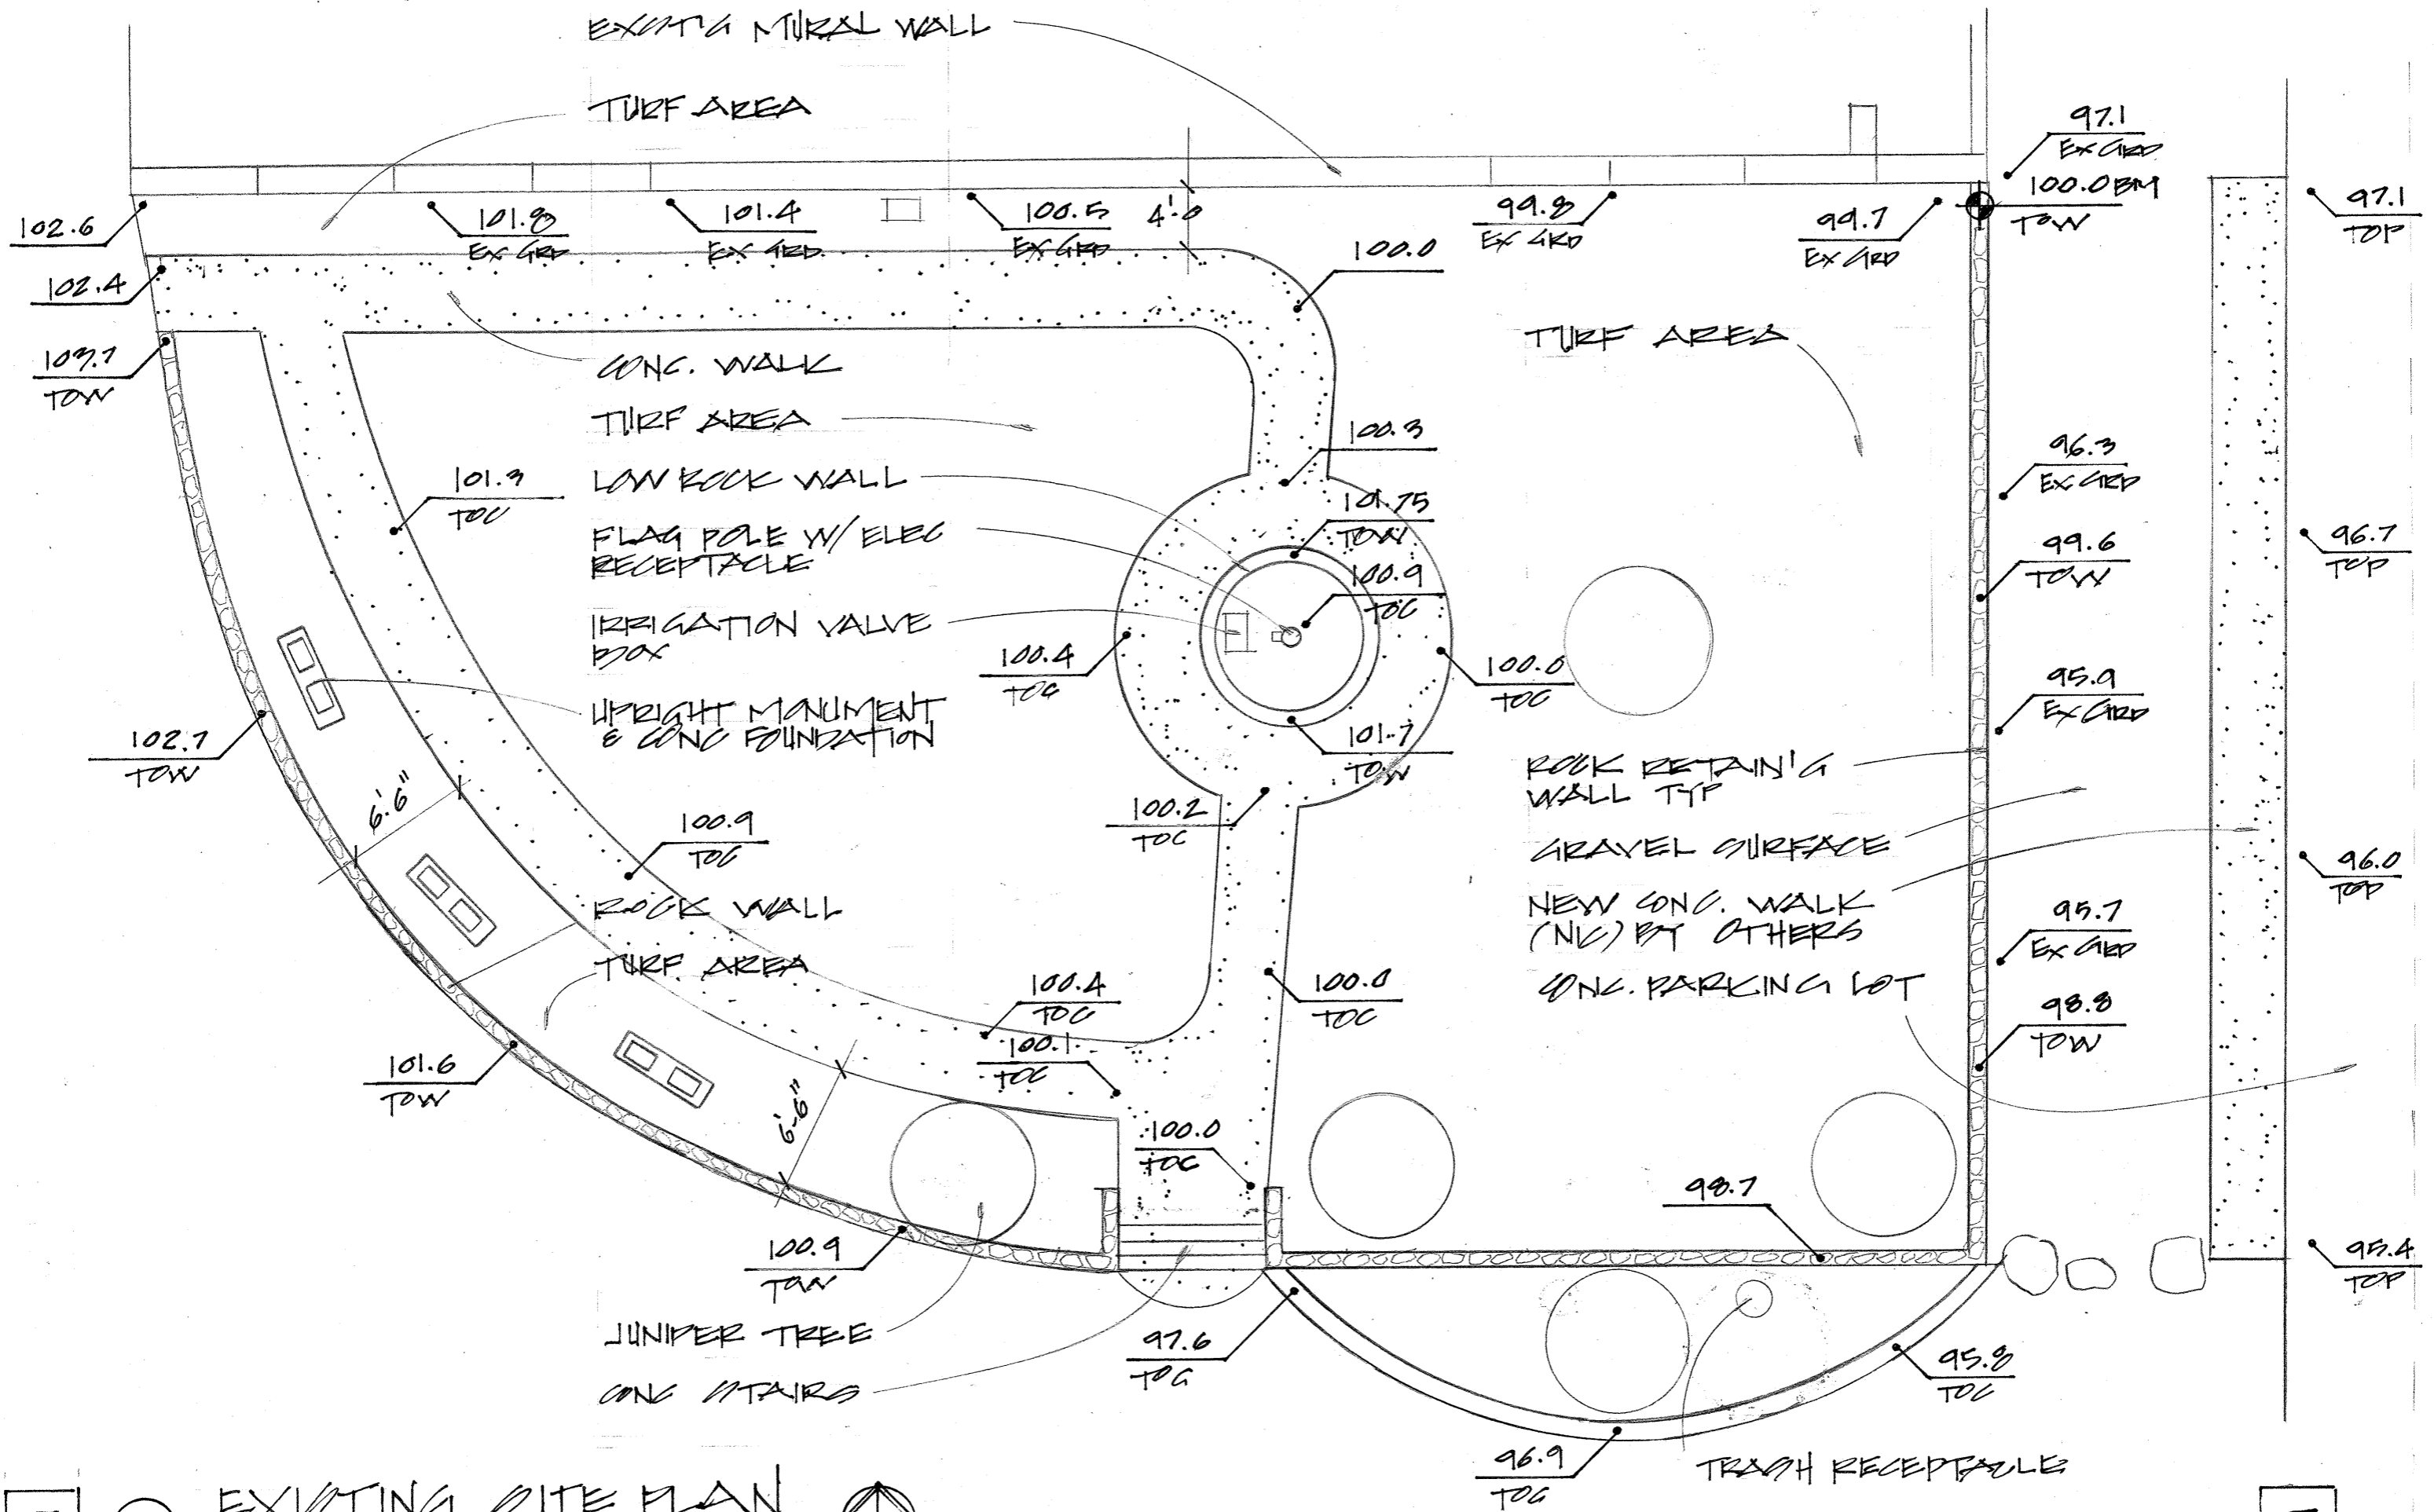 EXIST'G MURAL WALL
TURF AREA
97.1
EX GRD
100.0 BM
TOW
97.1
TOP
102.6
101.8
EX GRD
101.4
EX GRD
100.5
EX GRD
4'-0
99.8
EX GRD
99.7
EX GRD
100.0
102.4
103.7
TOW
CONC. WALK
TURF AREA
TURF AREA
100.3
96.3
EX GRD
101.3
TOC
LOW ROCK WALL
101.75
TOW
FLAG POLE W/ ELEC
RECEPTACLE
99.6
TOW
96.7
TOP
100.9
TOC
IRRIGATION VALVE
BOX
100.4
TOC
100.0
TOC
95.9
EX GRD
UPRIGHT MONUMENT
& CONC FOUNDATION
102.7
TOW
101.7
TOW
ROCK RETAIN'G
WALL TYP
6'-6"
100.9
TOC
100.2
TOC
GRAVEL SURFACE
96.0
TOP
ROCK WALL
NEW CONC. WALK
(NIC) BY OTHERS
95.7
EX GRD
TURF AREA
CONC. PARKING LOT
100.4
TOC
100.0
TOC
98.8
TOW
100.1
TOC
101.6
TOW
6'-6"
100.0
TOC
98.7
100.9
TOW
95.4
TOP
JUNIPER TREE
97.6
TOC
95.8
TOC
CONC STAIRS
96.9
TOC
TRASH RECEPTACLE
EXISTING SITE PLAN